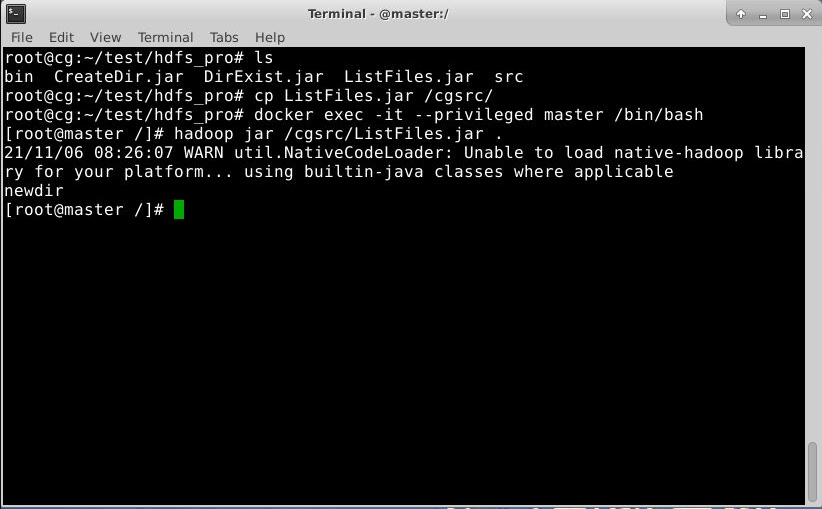 Terminal - @master:/
File Edit View Terminal Tabs Help
root@cg:~/test/hdfs_pro# ls
bin  CreateDir.jar  DirExist.jar  ListFiles.jar  src
root@cg:~/test/hdfs_pro# cp ListFiles.jar /cgsrc/
root@cg:~/test/hdfs_pro# docker exec -it --privileged master /bin/bash
[root@master /]# hadoop jar /cgsrc/ListFiles.jar .
21/11/06 08:26:07 WARN util.NativeCodeLoader: Unable to load native-hadoop libra
ry for your platform... using builtin-java classes where applicable
newdir
[root@master /]#